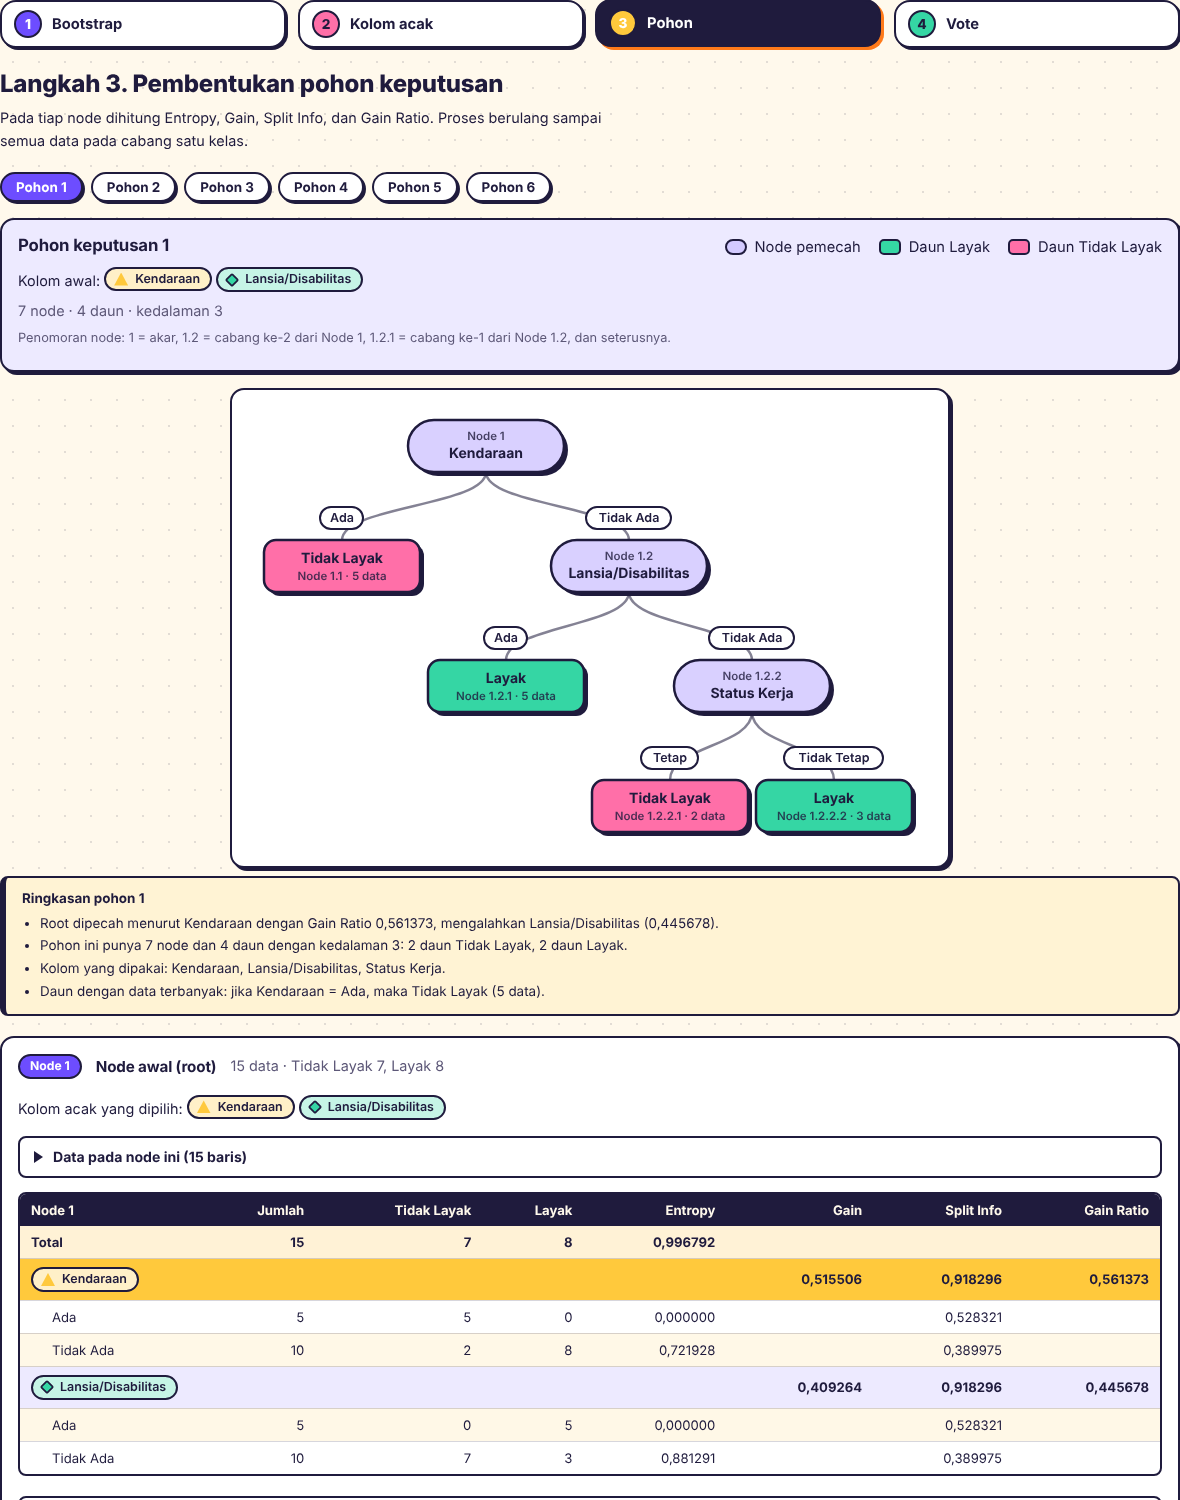 1 Bootstrap
2 Kolom acak
3 Pohon
4 Vote
Langkah 3. Pembentukan pohon keputusan
Pada tiap node dihitung Entropy, Gain, Split Info, dan Gain Ratio. Proses berulang sampai
semua data pada cabang satu kelas.
Pohon 1 Pohon 2 Pohon 3 Pohon 4 Pohon 5 Pohon 6
Pohon keputusan 1
Node pemecah Daun Layak Daun Tidak Layak
Kolom awal: Kendaraan Lansia/Disabilitas
7 node · 4 daun · kedalaman 3
Penomoran node: 1 = akar, 1.2 = cabang ke-2 dari Node 1, 1.2.1 = cabang ke-1 dari Node 1.2, dan seterusnya.
Node 1
Kendaraan
Ada
Tidak Ada
Tidak Layak
Node 1.1 · 5 data
Node 1.2
Lansia/Disabilitas
Ada
Tidak Ada
Layak
Node 1.2.1 · 5 data
Node 1.2.2
Status Kerja
Tetap
Tidak Tetap
Tidak Layak
Node 1.2.2.1 · 2 data
Layak
Node 1.2.2.2 · 3 data
Ringkasan pohon 1
• Root dipecah menurut Kendaraan dengan Gain Ratio 0,561373, mengalahkan Lansia/Disabilitas (0,445678).
• Pohon ini punya 7 node dan 4 daun dengan kedalaman 3: 2 daun Tidak Layak, 2 daun Layak.
• Kolom yang dipakai: Kendaraan, Lansia/Disabilitas, Status Kerja.
• Daun dengan data terbanyak: jika Kendaraan = Ada, maka Tidak Layak (5 data).
Node 1 Node awal (root) 15 data · Tidak Layak 7, Layak 8
Kolom acak yang dipilih: Kendaraan Lansia/Disabilitas
Data pada node ini (15 baris)
Node 1 Jumlah Tidak Layak Layak Entropy Gain Split Info Gain Ratio
Total 15 7 8 0,996792
Kendaraan 0,515506 0,918296 0,561373
Ada 5 5 0 0,000000 0,528321
Tidak Ada 10 2 8 0,721928 0,389975
Lansia/Disabilitas 0,409264 0,918296 0,445678
Ada 5 0 5 0,000000 0,528321
Tidak Ada 10 7 3 0,881291 0,389975